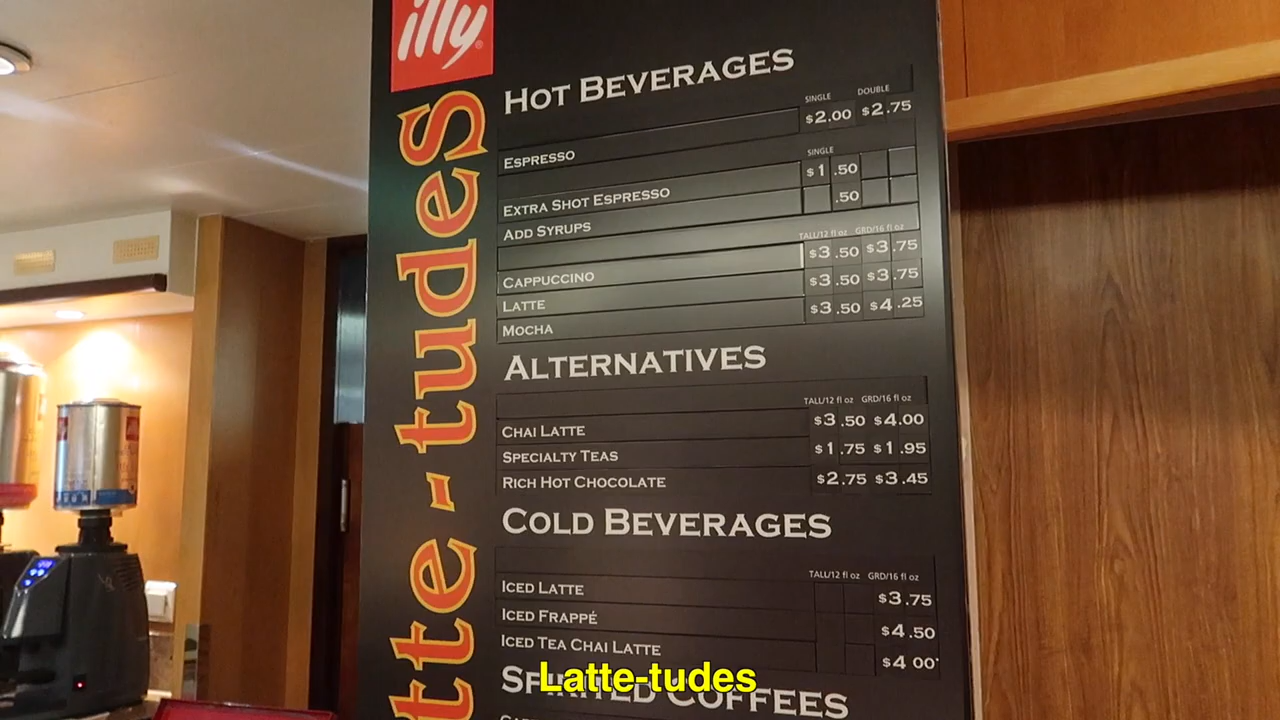 illy
tte-tudes
HOT BEVERAGES
SINGLE DOUBLE
ESPRESSO $2.00 $2.75
SINGLE
EXTRA SHOT ESPRESSO $1.50
ADD SYRUPS .50
TALL/12 fl oz GRD/16 fl oz
CAPPUCCINO $3.50 $3.75
LATTE $3.50 $3.75
MOCHA $3.50 $4.25
ALTERNATIVES
TALL/12 fl oz GRD/16 fl oz
CHAI LATTE $3.50 $4.00
SPECIALTY TEAS $1.75 $1.95
RICH HOT CHOCOLATE $2.75 $3.45
COLD BEVERAGES
TALL/12 fl oz GRD/16 fl oz
ICED LATTE $3.75
ICED FRAPPÉ $4.50
ICED TEA CHAI LATTE $4 00
SPIRITED COFFEES
Latte-tudes